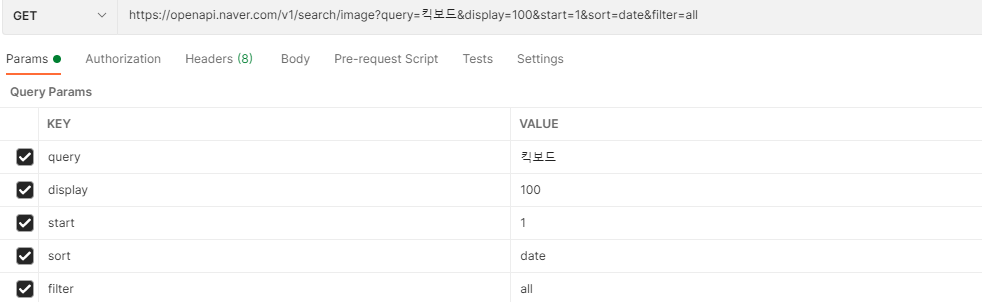 GET https://openapi.naver.com/v1/search/image?query=킥보드&display=100&start=1&sort=date&filter=all
Params Authorization Headers (8) Body Pre-request Script Tests Settings
Query Params
KEY VALUE
query 킥보드
display 100
start 1
sort date
filter all